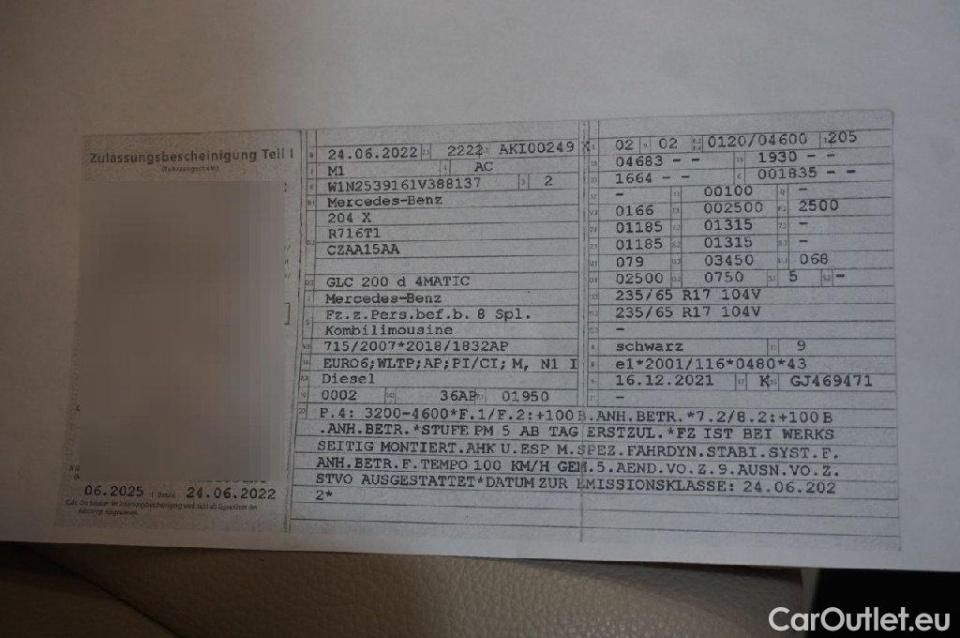 Zulassungsbescheinigung Teil I
(Fahrzeugschein)
06.2025 24.06.2022
24.06.2022 2222 AKI00249 X
M1 AC
W1N2539161V388137 2
Mercedes-Benz
204 X
R716T1
CZAA15AA
GLC 200 d 4MATIC
Mercedes-Benz
Fz.z.Pers.bef.b. 8 Spl.
Kombilimousine
715/2007*2018/1832AP
EURO6;WLTP;AP;PI/CI; M, N1 I
Diesel
0002 36AP 01950
02 02 0120/04600 205
04683 - - 1930 - -
1664 - - 001835 - -
- 00100 -
0166 002500 2500
01185 01315 -
01185 01315 -
079 03450 068
02500 0750 5 -
235/65 R17 104V
235/65 R17 104V
-
schwarz 9
e1*2001/116*0480*43
16.12.2021 K GJ469471
-
P.4: 3200-4600*F.1/F.2:+100 B.ANH.BETR.*7.2/8.2:+100 B
.ANH.BETR.*STUFE PM 5 AB TAG ERSTZUL.*FZ IST BEI WERKS
SEITIG MONTIERT.AHK U.ESP M.SPEZ.FAHRDYN.STABI.SYST.F.
ANH.BETR.F.TEMPO 100 KM/H GEM.5.AEND.VO.Z.9.AUSN.VO.Z.
STVO AUSGESTATTET*DATUM ZUR EMISSIONSKLASSE: 24.06.202
2*
CarOutlet.eu